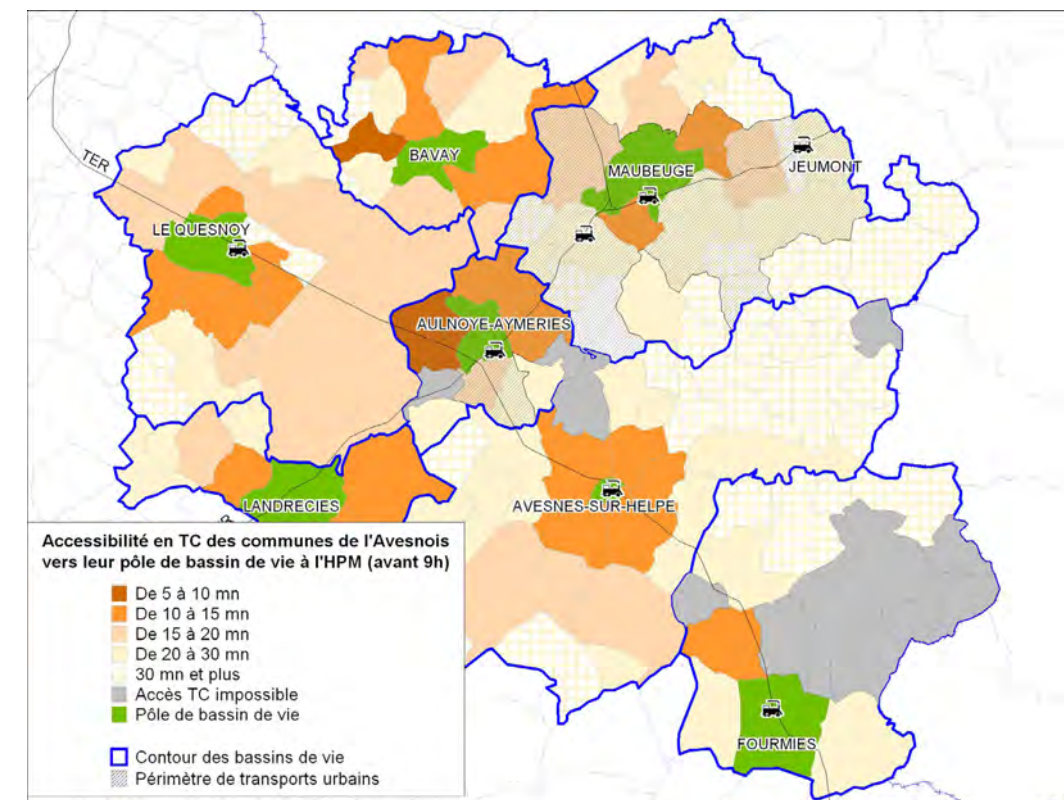 TER
BAVAY
MAUBEUGE
JEUMONT
LE QUESNOY
AULNOYE-AYMERIES
LANDRECIES
AVESNES-SUR-HELPE
FOURMIES
Accessibilité en TC des communes de l'Avesnois
vers leur pôle de bassin de vie à l'HPM (avant 9h)
De 5 à 10 mn
De 10 à 15 mn
De 15 à 20 mn
De 20 à 30 mn
30 mn et plus
Accès TC impossible
Pôle de bassin de vie
Contour des bassins de vie
Périmètre de transports urbains